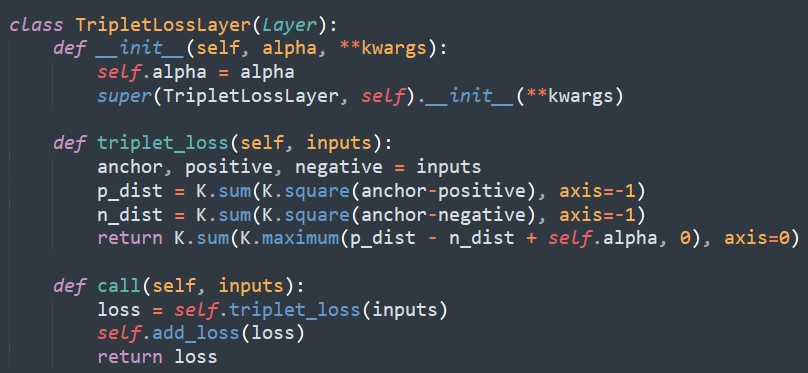 class TripletLossLayer(Layer):
    def __init__(self, alpha, **kwargs):
        self.alpha = alpha
        super(TripletLossLayer, self).__init__(**kwargs)

    def triplet_loss(self, inputs):
        anchor, positive, negative = inputs
        p_dist = K.sum(K.square(anchor-positive), axis=-1)
        n_dist = K.sum(K.square(anchor-negative), axis=-1)
        return K.sum(K.maximum(p_dist - n_dist + self.alpha, 0), axis=0)

    def call(self, inputs):
        loss = self.triplet_loss(inputs)
        self.add_loss(loss)
        return loss